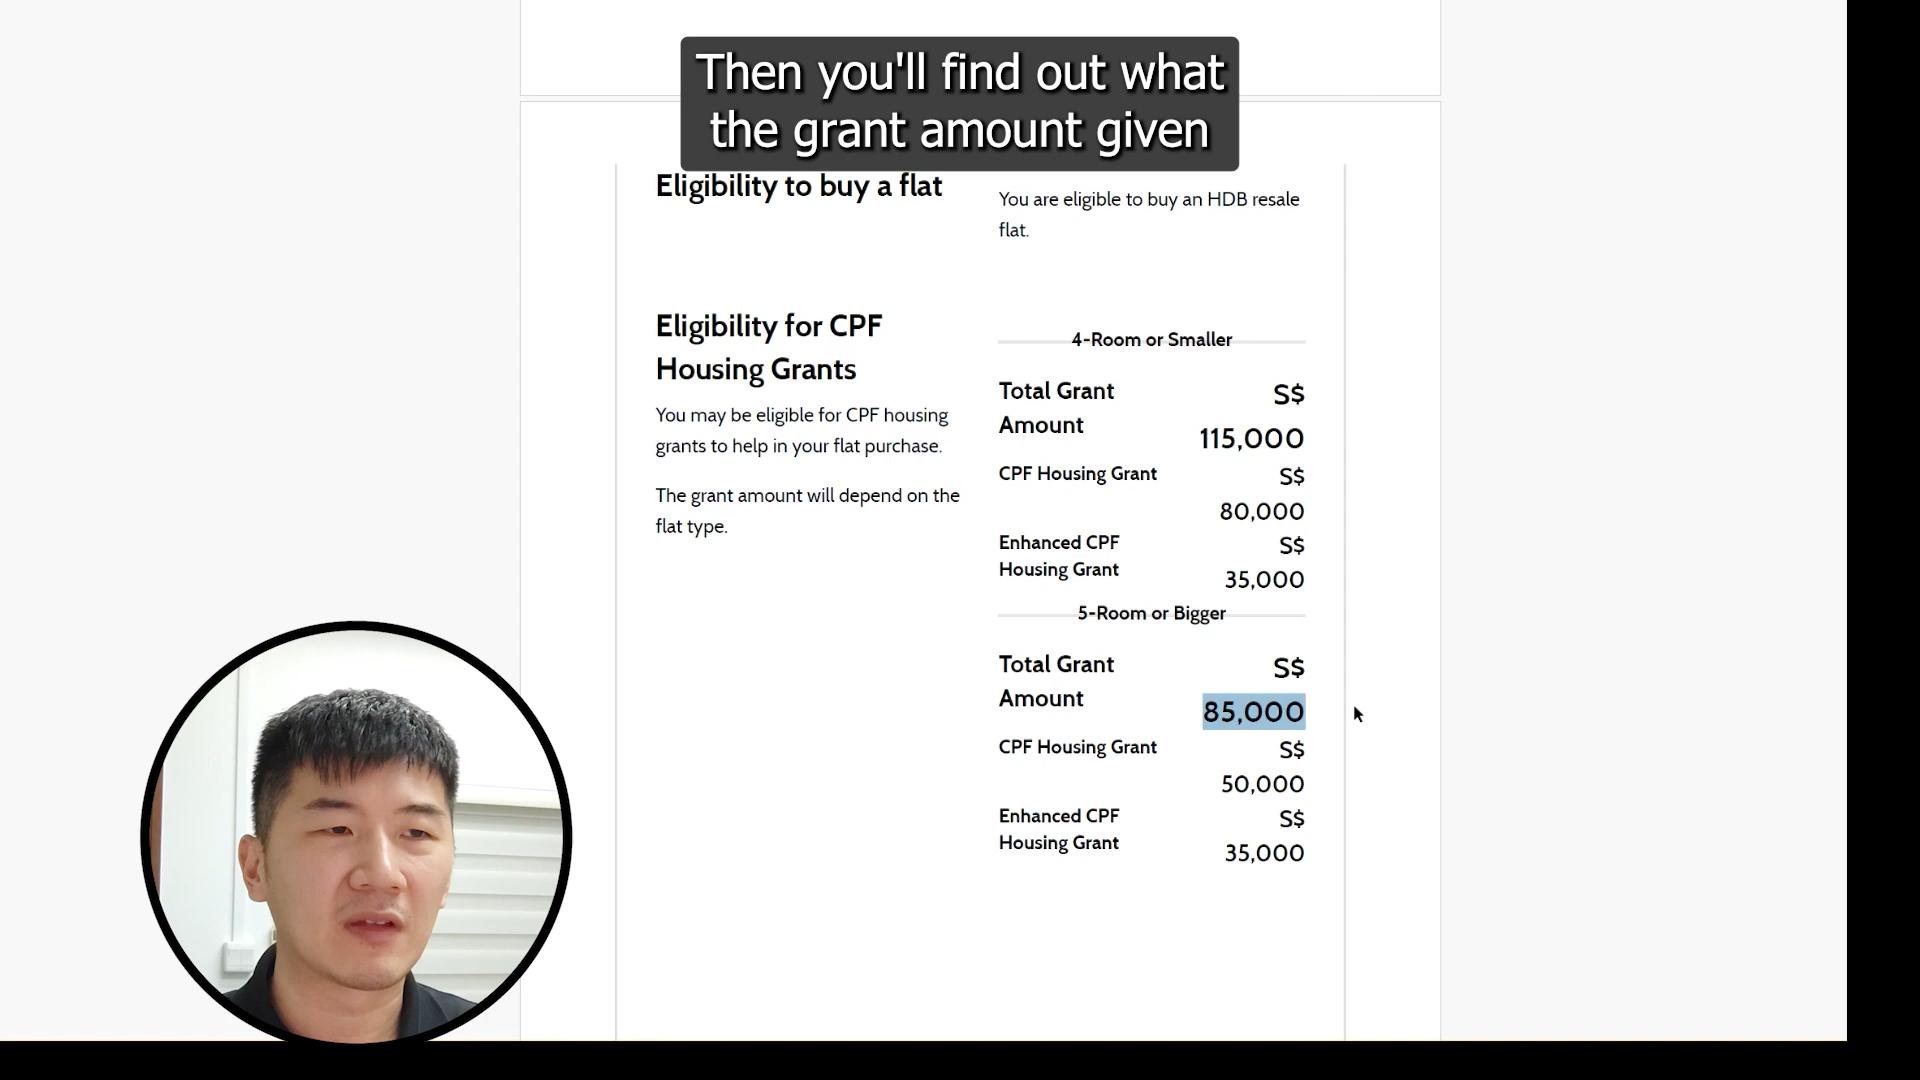 Then you'll find out what
the grant amount given
Eligibility to buy a flat
You are eligible to buy an HDB resale
flat.
Eligibility for CPF
Housing Grants
You may be eligible for CPF housing
grants to help in your flat purchase.
The grant amount will depend on the
flat type.
4-Room or Smaller
Total Grant
Amount
S$
115,000
CPF Housing Grant
S$
80,000
Enhanced CPF
Housing Grant
S$
35,000
5-Room or Bigger
Total Grant
Amount
S$
85,000
CPF Housing Grant
S$
50,000
Enhanced CPF
Housing Grant
S$
35,000